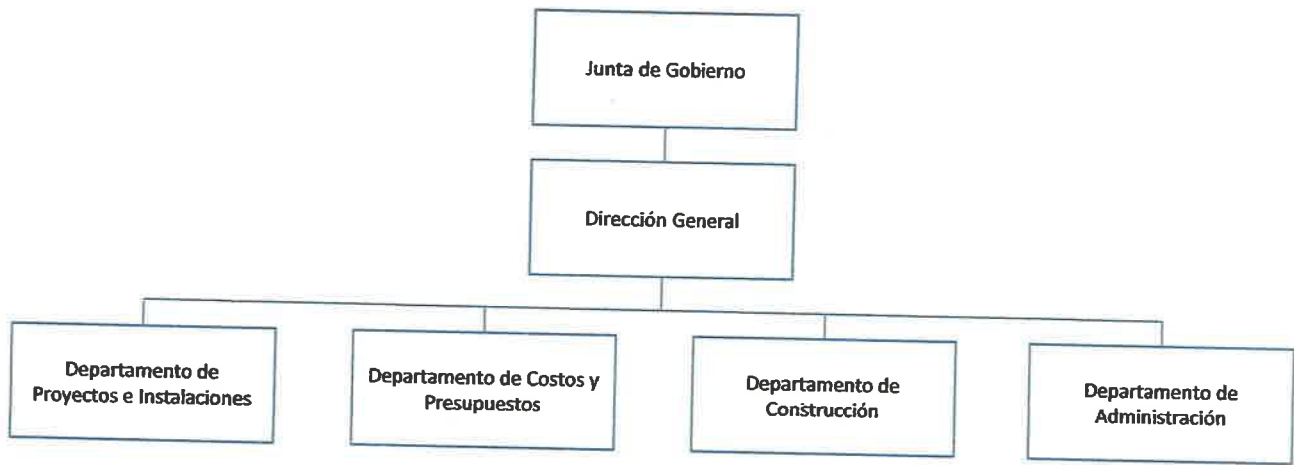 Junta de Gobierno
Dirección General
Departamento de
Proyectos e Instalaciones
Departamento de Costos y
Presupuestos
Departamento de
Construcción
Departamento de
Administración